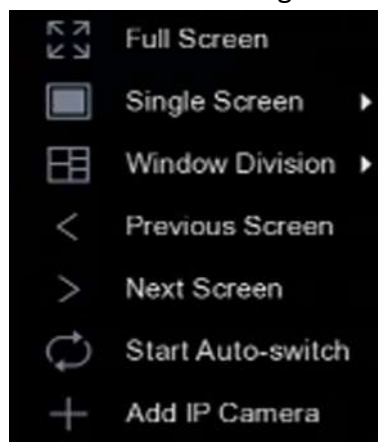 Full Screen
Single Screen
Window Division
Previous Screen
Next Screen
Start Auto-switch
Add IP Camera